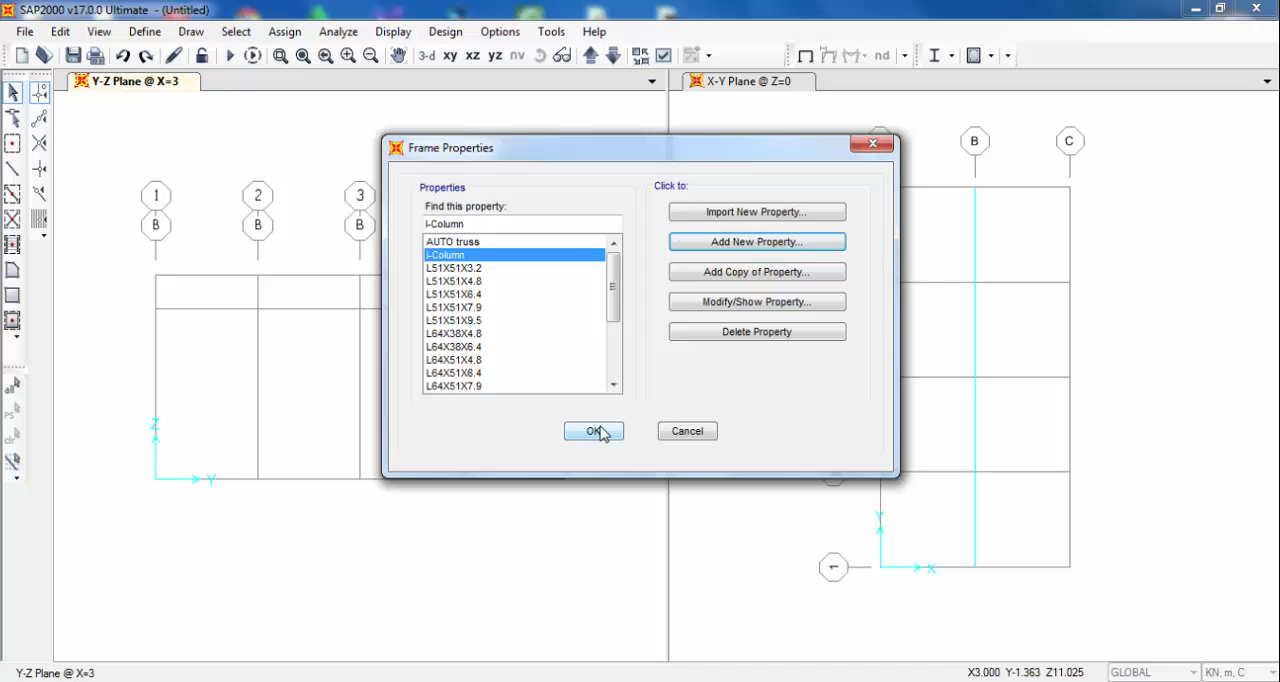 SAP2000 v17.0.0 Ultimate - (Untitled)
File Edit View Define Draw Select Assign Analyze Display Design Options Tools Help
3-d xy xz yz nv nd
Y-Z Plane @ X=3
X-Y Plane @ Z=0
Frame Properties
Properties
Find this property:
I-Column
AUTO truss
I-Column
L51X51X3.2
L51X51X4.8
L51X51X6.4
L51X51X7.9
L51X51X9.5
L64X38X4.8
L64X38X6.4
L64X51X4.8
L64X51X6.4
L64X51X7.9
Click to:
Import New Property...
Add New Property...
Add Copy of Property...
Modify/Show Property...
Delete Property
OK
Cancel
1 2 3
B B B
Z
Y
B C
Y
X
1
all
PS
clr
Y-Z Plane @ X=3
X3.000 Y-1.363 Z11.025
GLOBAL
KN, m, C